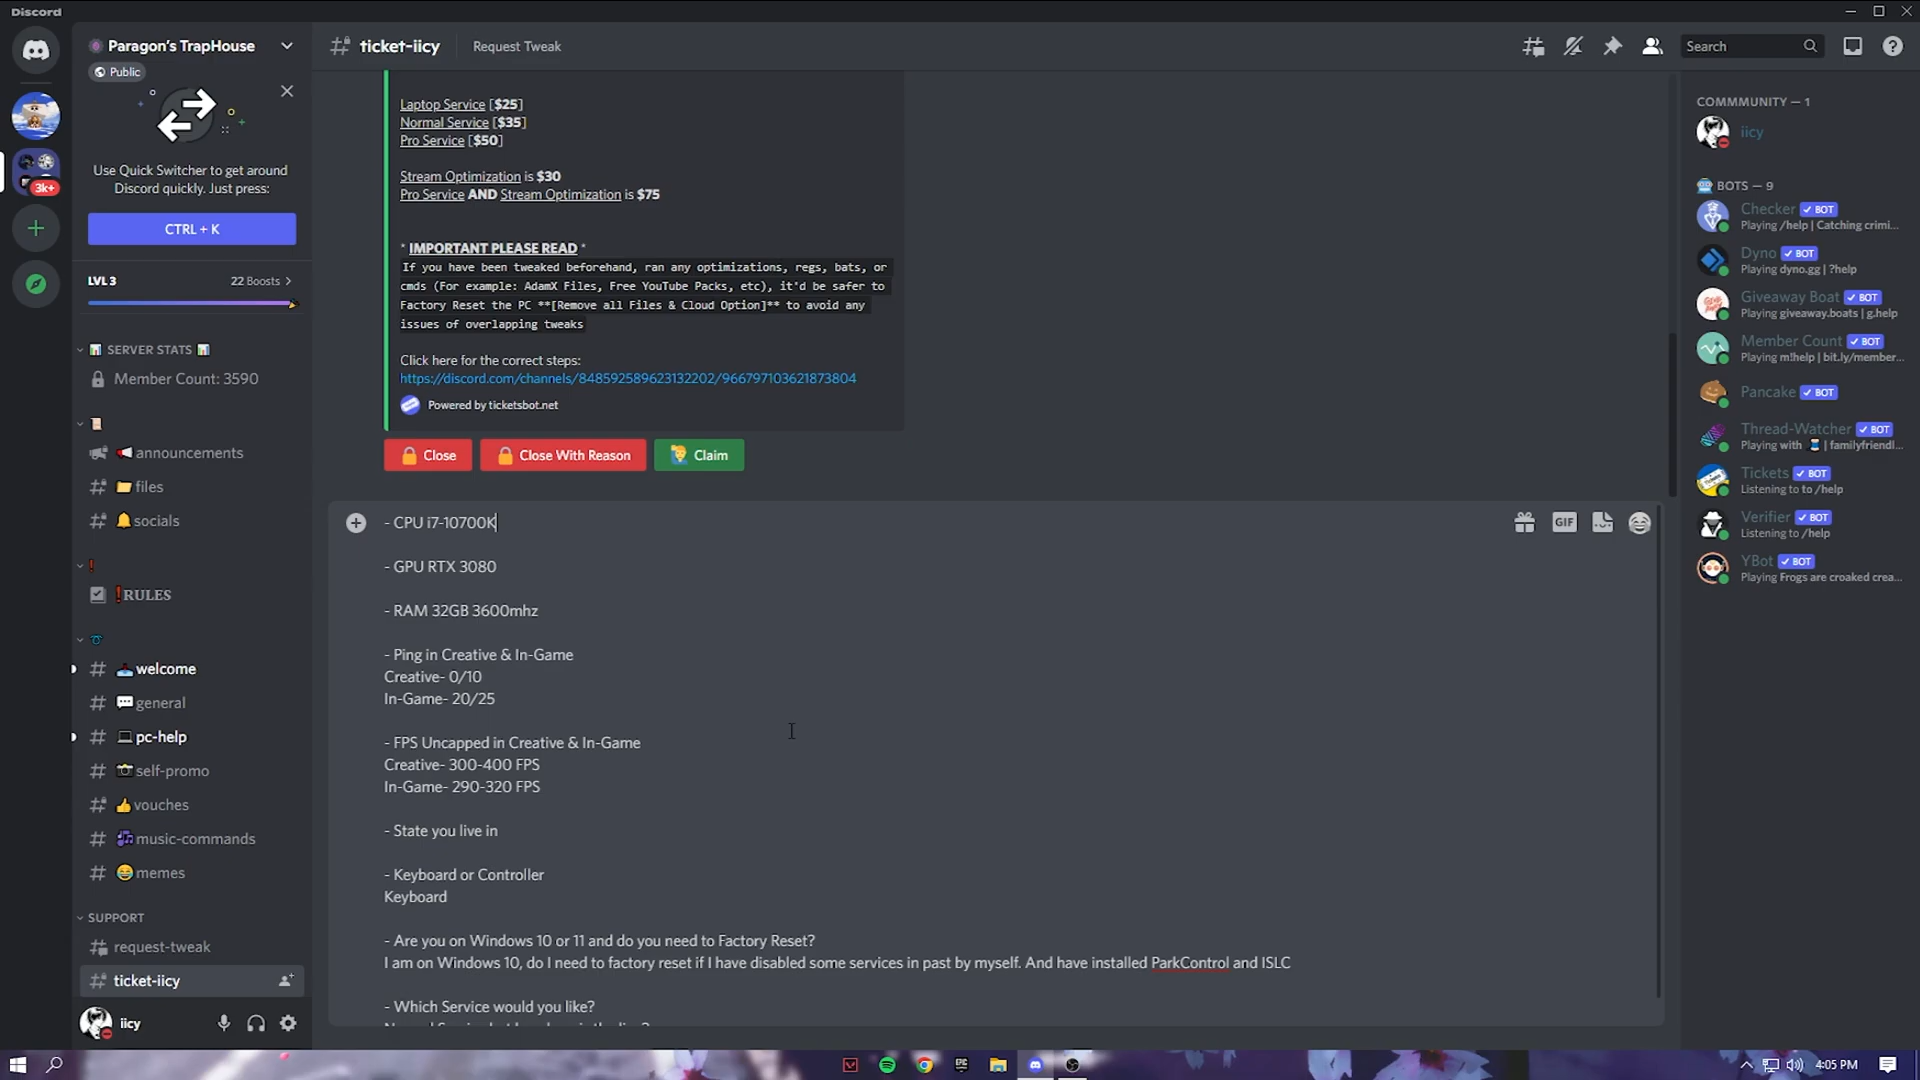 Discord
Paragon's TrapHouse
Public
Use Quick Switcher to get around
Discord quickly. Just press:
CTRL + K
LVL 3
22 Boosts
SERVER STATS
Member Count: 3590
announcements
files
socials
RULES
welcome
general
pc-help
self-promo
vouches
music-commands
memes
SUPPORT
request-tweak
ticket-iicy
iicy
3k+
ticket-iicy
Request Tweak
Search
Laptop Service [$25]
Normal Service [$35]
Pro Service [$50]
Stream Optimization is $30
Pro Service AND Stream Optimization is $75
* IMPORTANT PLEASE READ *
If you have been tweaked beforehand, ran any optimizations, regs, bats, or
cmds (For example: AdamX Files, Free YouTube Packs, etc), it'd be safer to
Factory Reset the PC **[Remove all Files & Cloud Option]** to avoid any
issues of overlapping tweaks
Click here for the correct steps:
https://discord.com/channels/848592589623132202/966797103621873804
Powered by ticketsbot.net
Close
Close With Reason
Claim
- CPU i7-10700K
GIF
- GPU RTX 3080
- RAM 32GB 3600mhz
- Ping in Creative & In-Game
Creative- 0/10
In-Game- 20/25
- FPS Uncapped in Creative & In-Game
Creative- 300-400 FPS
In-Game- 290-320 FPS
- State you live in
- Keyboard or Controller
Keyboard
- Are you on Windows 10 or 11 and do you need to Factory Reset?
I am on Windows 10, do I need to factory reset if I have disabled some services in past by myself. And have installed ParkControl and ISLC
- Which Service would you like?
COMMMUNITY — 1
iicy
BOTS — 9
Checker BOT
Playing /help | Catching crimi...
Dyno BOT
Playing dyno.gg | ?help
Giveaway Boat BOT
Playing giveaway.boats | g.help
Member Count BOT
Playing m!help | bit.ly/member...
Pancake BOT
Thread-Watcher BOT
Playing with | familyfriendl...
Tickets BOT
Listening to to /help
Verifier BOT
Listening to /help
YBot BOT
Playing Frogs are croaked crea...
4:05 PM